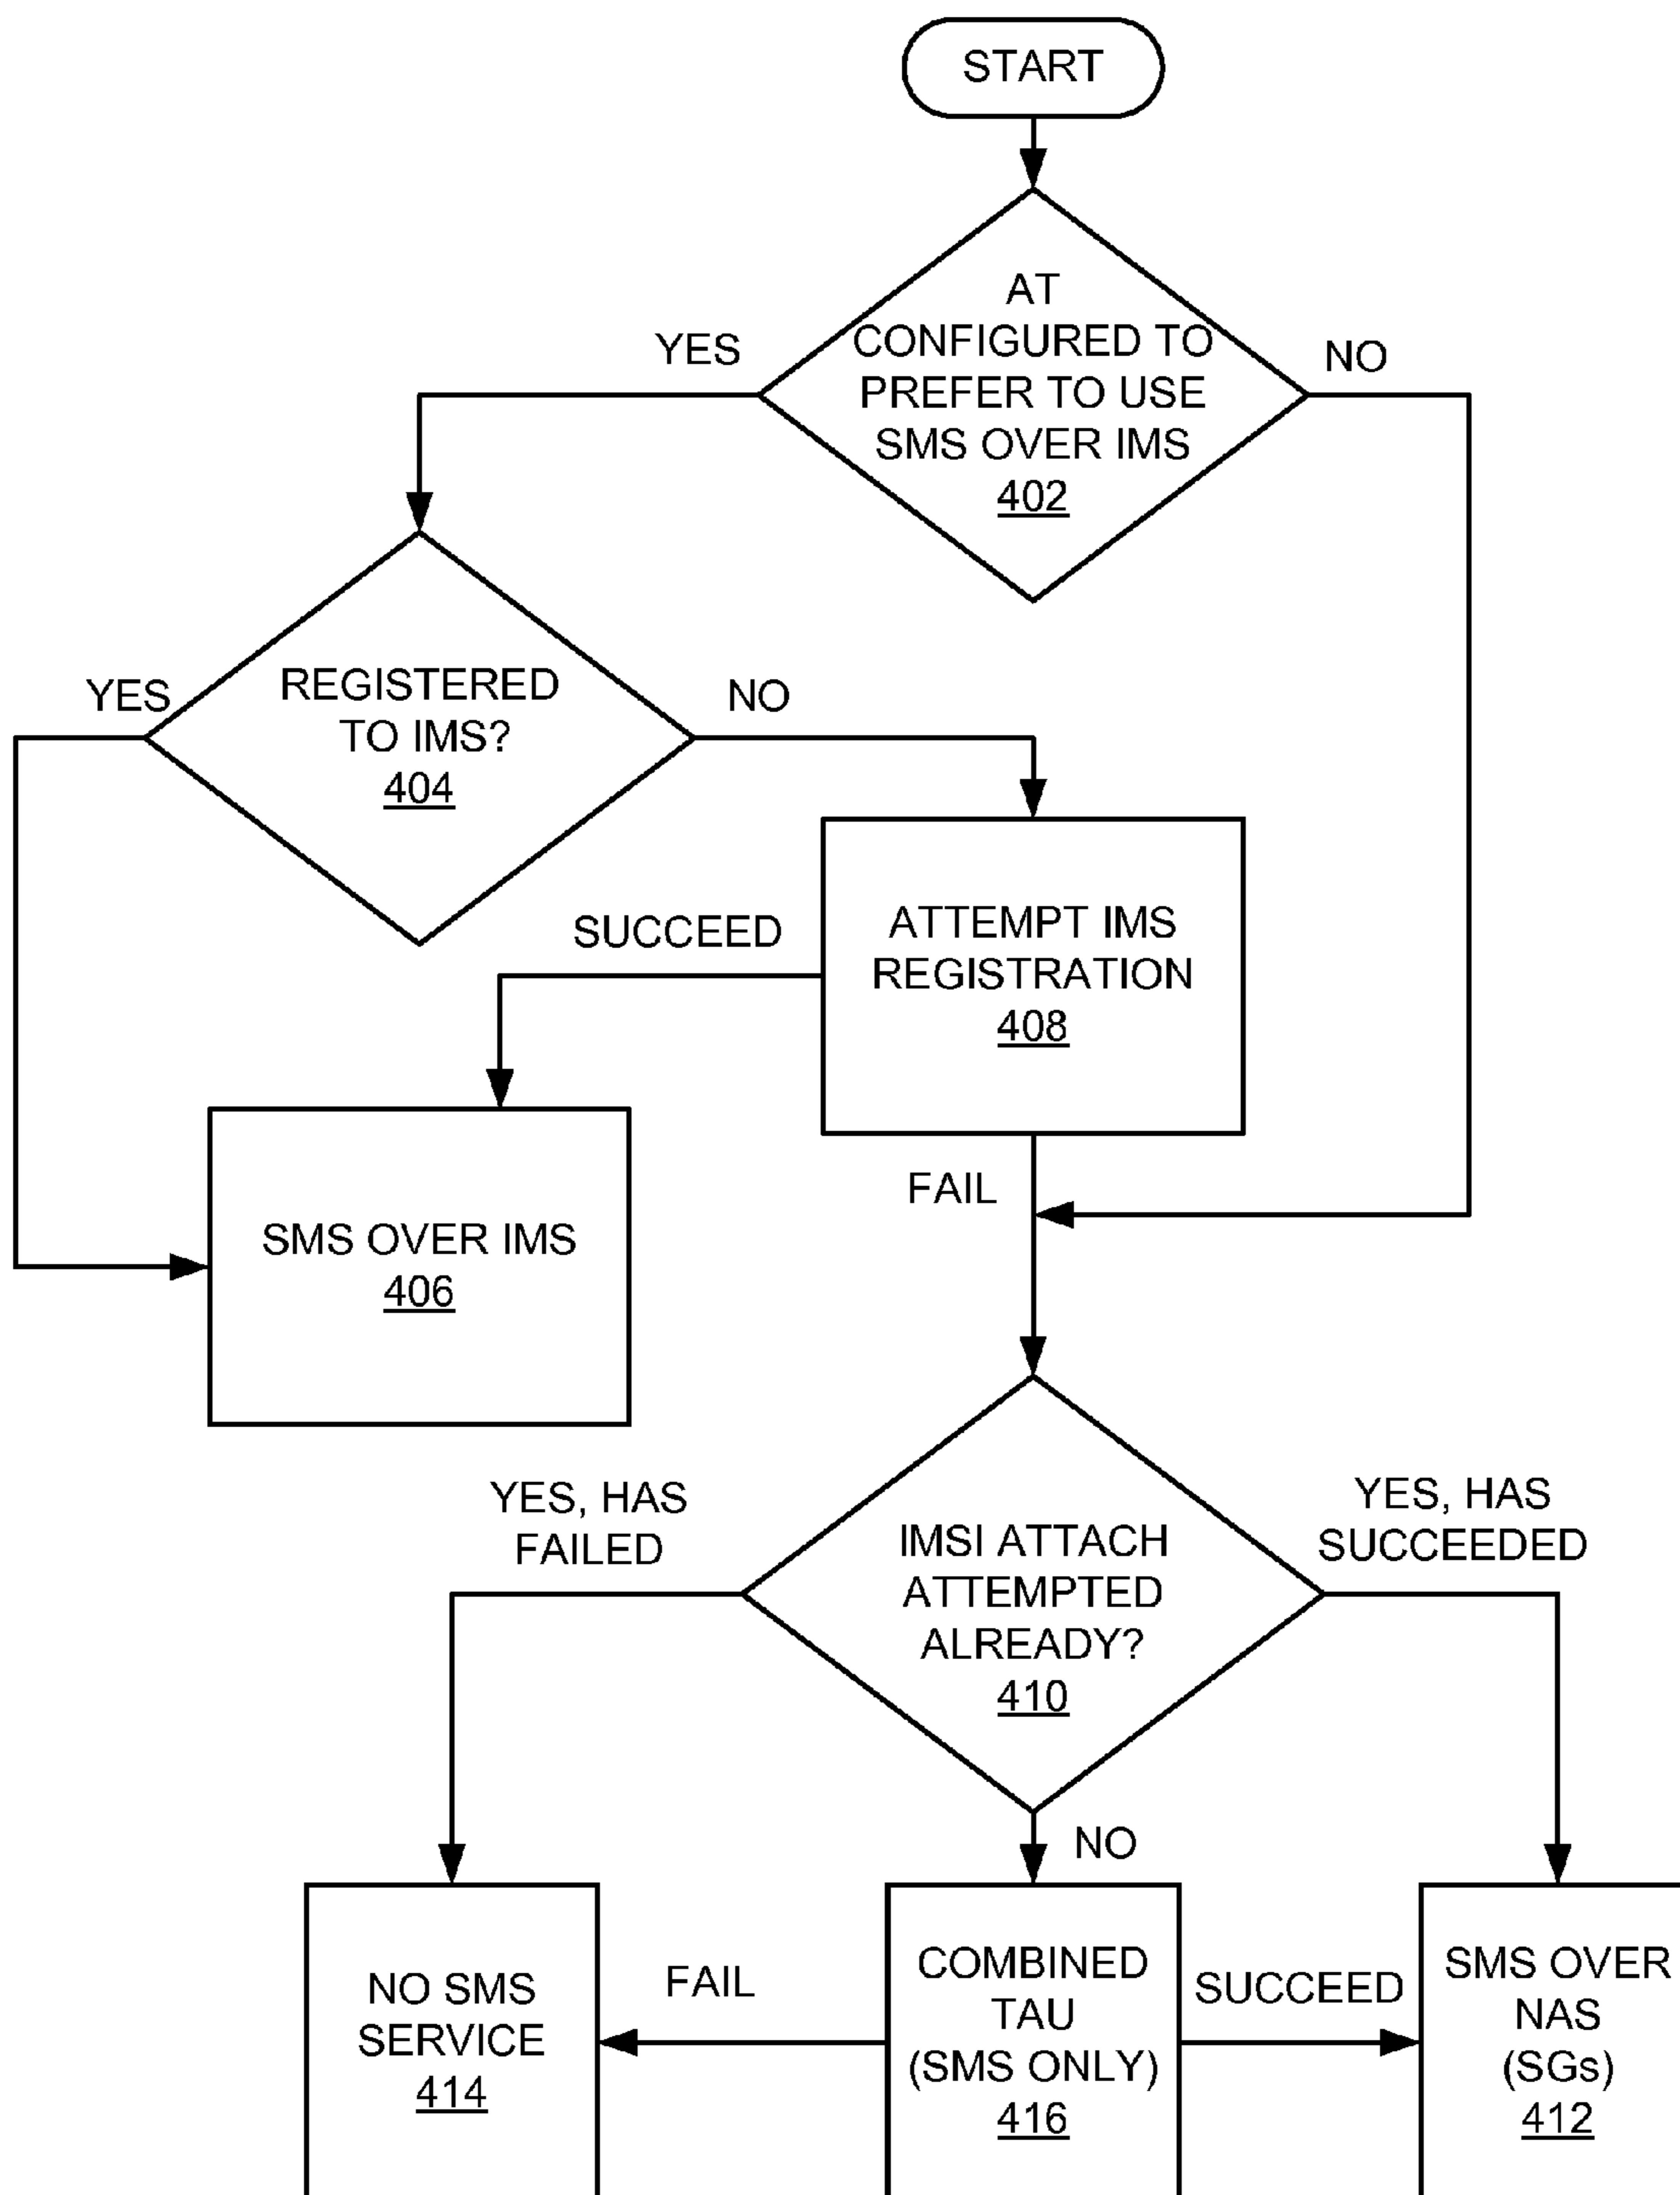 START
AT
CONFIGURED TO
PREFER TO USE
SMS OVER IMS
402
YES
NO
REGISTERED
TO IMS?
404
YES
NO
ATTEMPT IMS
REGISTRATION
408
SUCCEED
FAIL
SMS OVER IMS
406
IMSI ATTACH
ATTEMPTED
ALREADY?
410
YES, HAS
FAILED
YES, HAS
SUCCEEDED
NO
NO SMS
SERVICE
414
FAIL
COMBINED
TAU
(SMS ONLY)
416
SUCCEED
SMS OVER
NAS
(SGs)
412